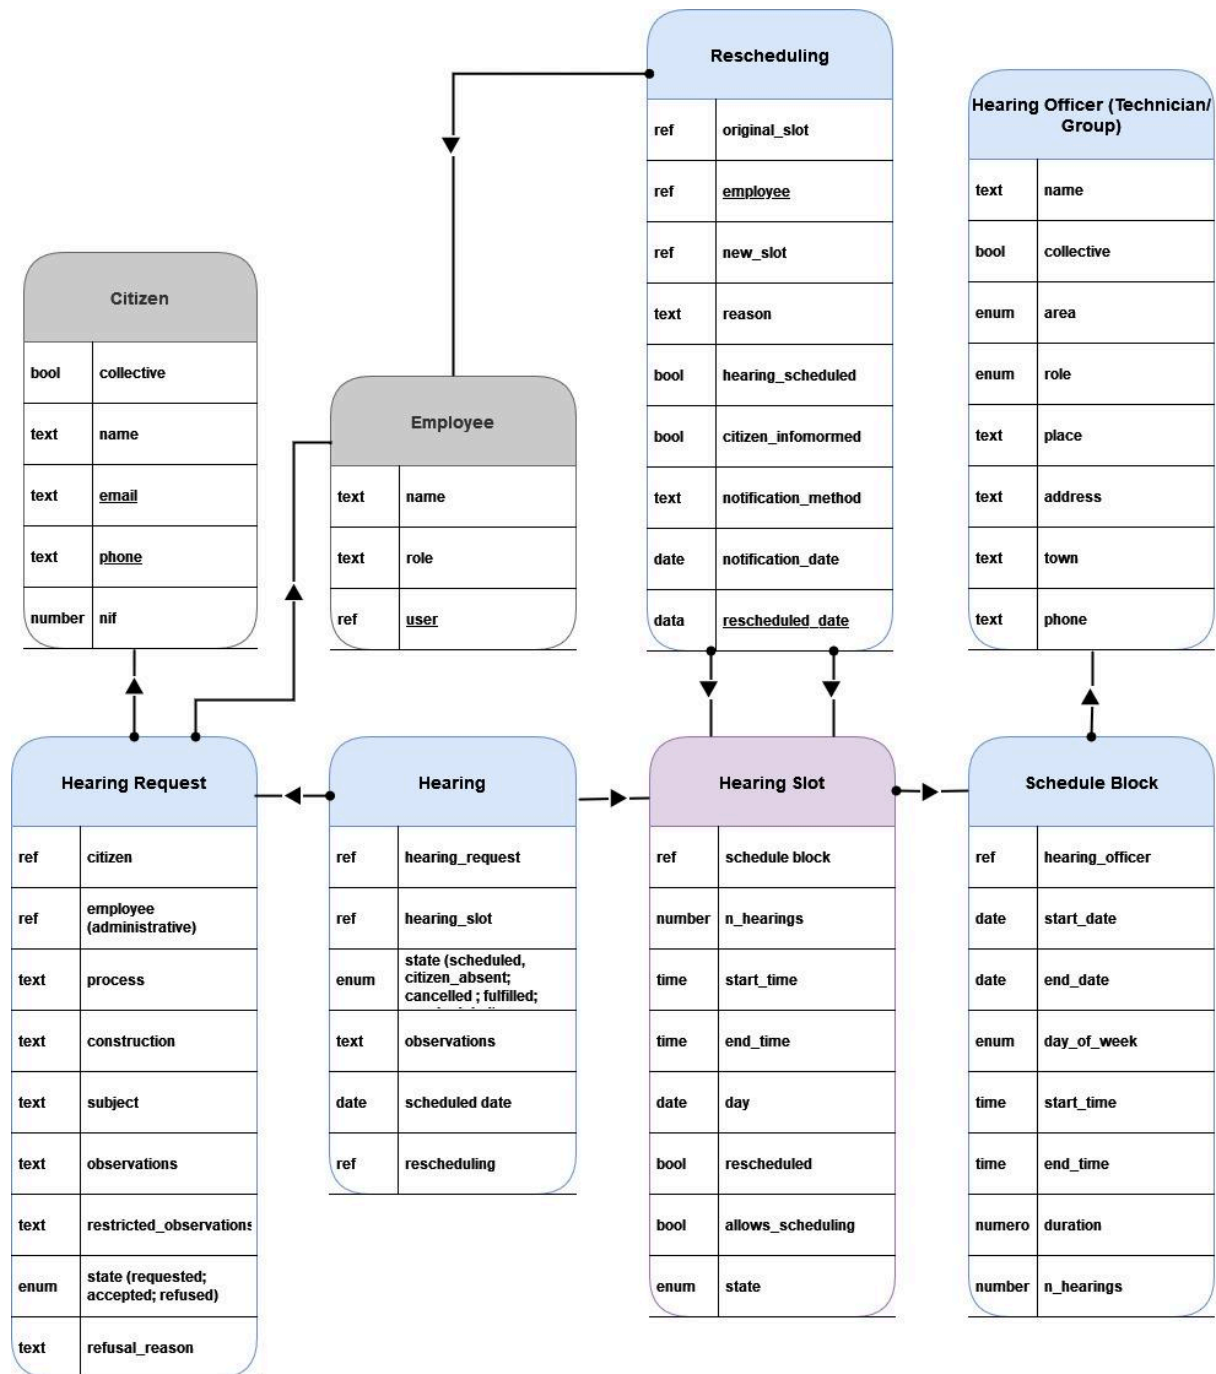 Rescheduling
ref original_slot
ref employee
ref new_slot
text reason
bool hearing_scheduled
bool citizen_infomormed
text notification_method
date notification_date
data rescheduled_date
Hearing Officer (Technician/
Group)
text name
bool collective
enum area
enum role
text place
text address
text town
text phone
Citizen
bool collective
text name
text email
text phone
number nif
Employee
text name
text role
ref user
Hearing Request
ref citizen
ref employee
(administrative)
text process
text construction
text subject
text observations
text restricted_observations
enum state (requested;
accepted; refused)
text refusal_reason
Hearing
ref hearing_request
ref hearing_slot
enum state (scheduled,
citizen_absent;
cancelled ; fulfilled;
text observations
date scheduled date
ref rescheduling
Hearing Slot
ref schedule block
number n_hearings
time start_time
time end_time
date day
bool rescheduled
bool allows_scheduling
enum state
Schedule Block
ref hearing_officer
date start_date
date end_date
enum day_of_week
time start_time
time end_time
numero duration
number n_hearings